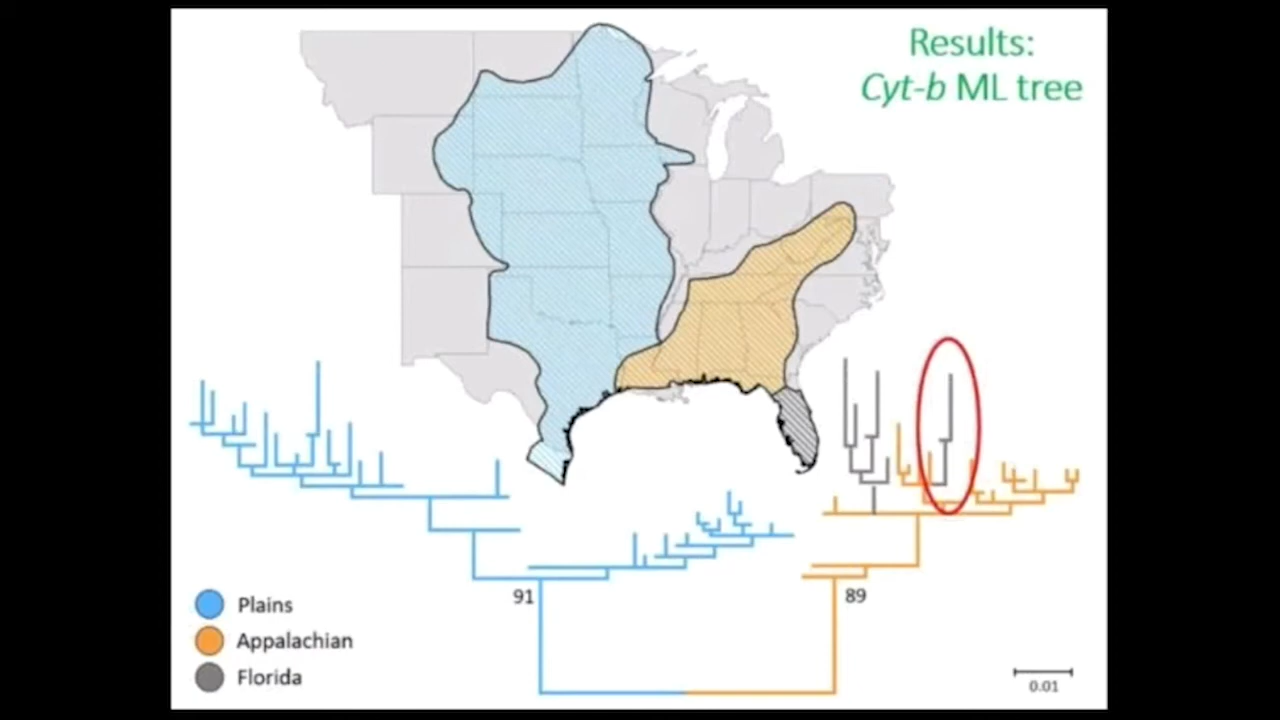 Results:
Cyt-b ML tree
91
89
Plains
Appalachian
Florida
0.01